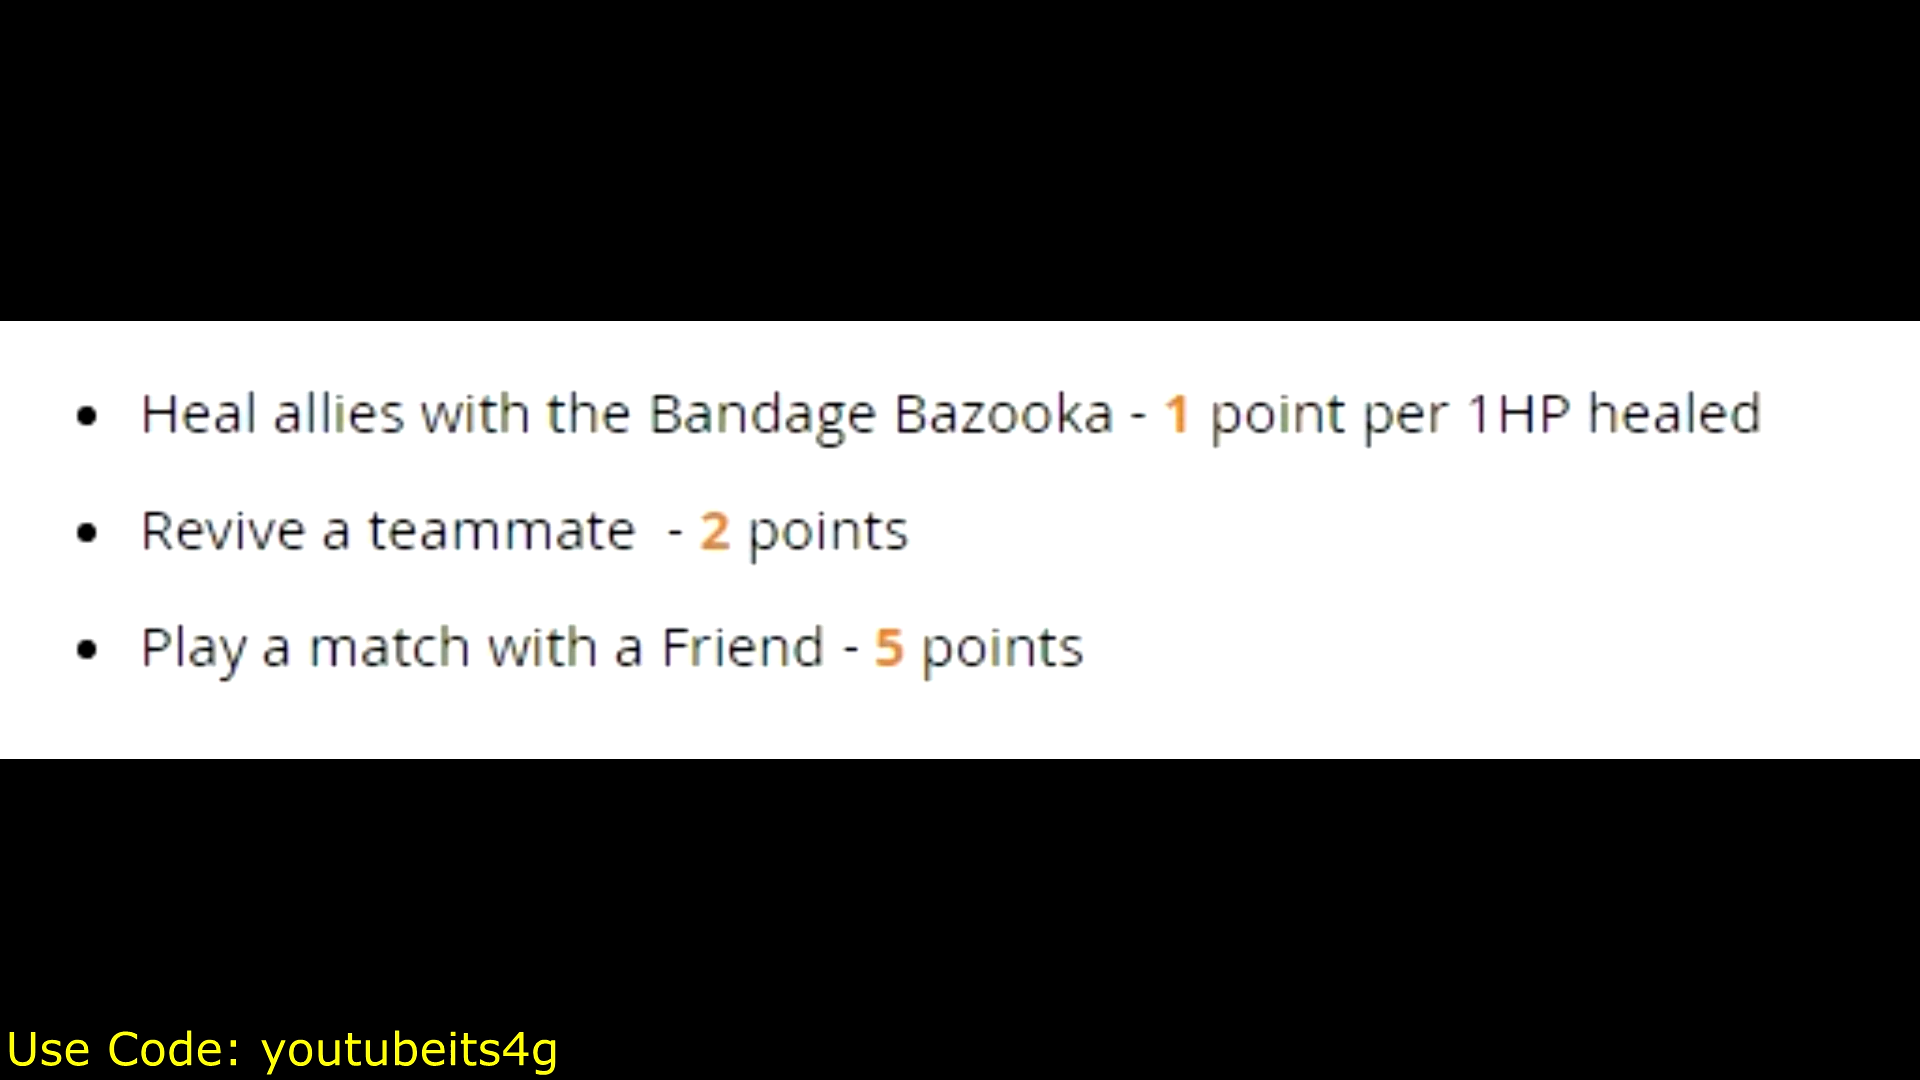 • Heal allies with the Bandage Bazooka - 1 point per 1HP healed
• Revive a teammate  - 2 points
• Play a match with a Friend - 5 points
Use Code: youtubeits4g